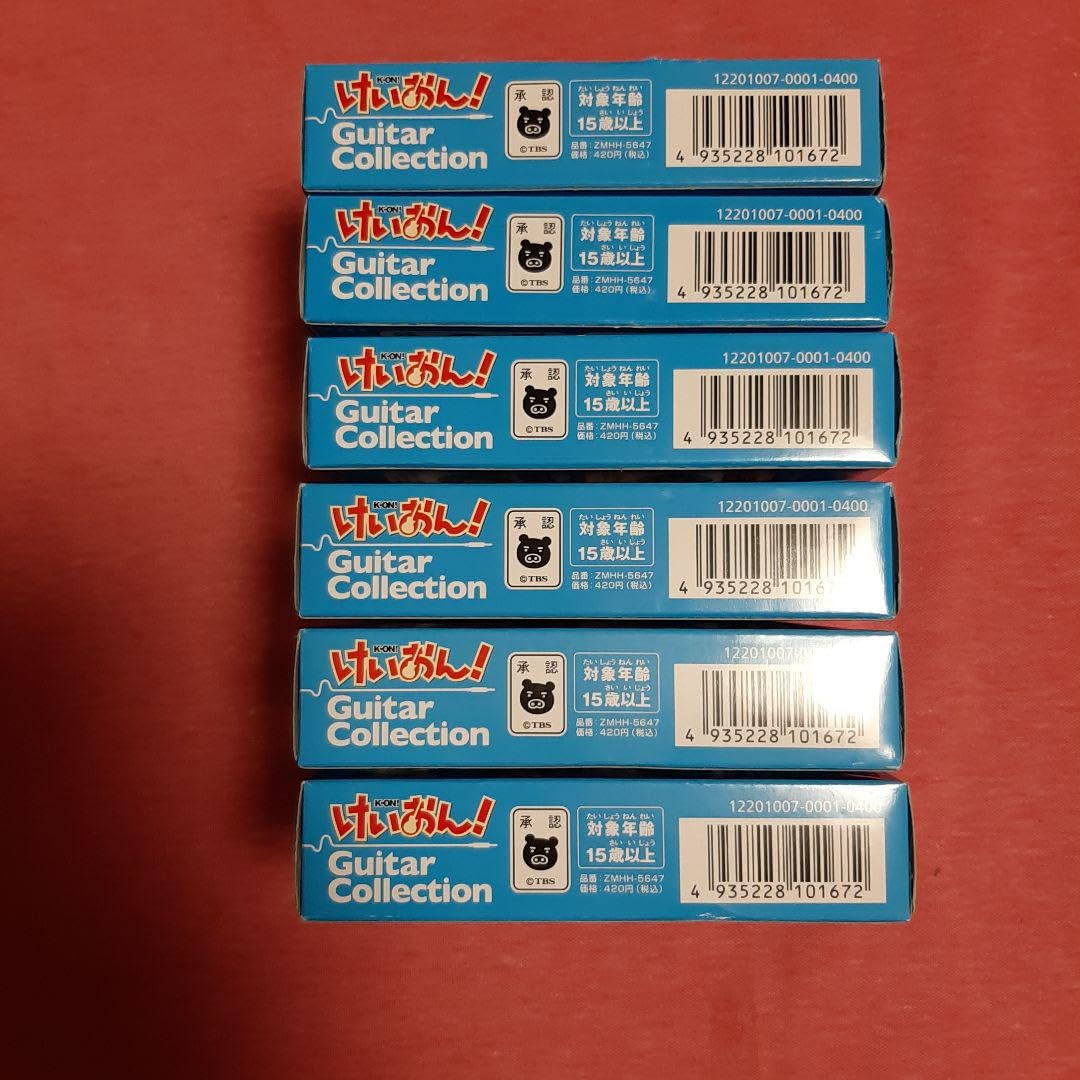 K-ON!
けいおん!
Guitar
Collection
承認
©TBS
たいしょうねんれい
対象年齢
さいいじょう
15歳以上
品番:ZMHH-5647
価格:420円(税込)
12201007-0001-0400
4 935228 101672
K-ON!
けいおん!
Guitar
Collection
承認
©TBS
たいしょうねんれい
対象年齢
さいいじょう
15歳以上
品番:ZMHH-5647
価格:420円(税込)
12201007-0001-0400
4 935228 101672
K-ON!
けいおん!
Guitar
Collection
承認
©TBS
たいしょうねんれい
対象年齢
さいいじょう
15歳以上
品番:ZMHH-5647
価格:420円(税込)
12201007-0001-0400
4 935228 101672
K-ON!
けいおん!
Guitar
Collection
承認
©TBS
たいしょうねんれい
対象年齢
さいいじょう
15歳以上
品番:ZMHH-5647
価格:420円(税込)
12201007-0001-0400
4 935228
K-ON!
けいおん!
Guitar
Collection
承認
©TBS
たいしょうねんれい
対象年齢
さいいじょう
15歳以上
品番:ZMHH-5647
価格:420円(税込)
4 935228 101672
K-ON!
けいおん!
Guitar
Collection
承認
©TBS
たいしょうねんれい
対象年齢
さいいじょう
15歳以上
品番:ZMHH-5647
価格:420円(税込)
12201007-0001-0400
4 935228 101672